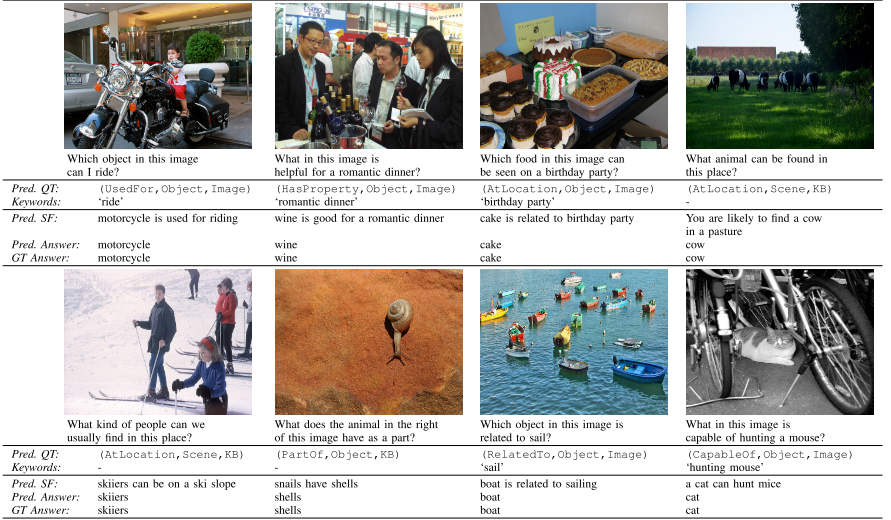 Which object in this image
can I ride?
What in this image is
helpful for a romantic dinner?
Which food in this image can
be seen on a birthday party?
What animal can be found in
this place?
Pred. QT: (UsedFor,Object,Image) (HasProperty,Object,Image) (AtLocation,Object,Image) (AtLocation,Scene,KB)
Keywords: ‘ride’ ‘romantic dinner’ ‘birthday party’ -
Pred. SF: motorcycle is used for riding wine is good for a romantic dinner cake is related to birthday party You are likely to find a cow
in a pasture
Pred. Answer: motorcycle wine cake cow
GT Answer: motorcycle wine cake cow
What kind of people can we
usually find in this place?
What does the animal in the right
of this image have as a part?
Which object in this image is
related to sail?
What in this image is
capable of hunting a mouse?
Pred. QT: (AtLocation,Scene,KB) (PartOf,Object,KB) (RelatedTo,Object,Image) (CapableOf,Object,Image)
Keywords: - - ‘sail’ ‘hunting mouse’
Pred. SF: skiiers can be on a ski slope snails have shells boat is related to sailing a cat can hunt mice
Pred. Answer: skiiers shells boat cat
GT Answer: skiiers shells boat cat